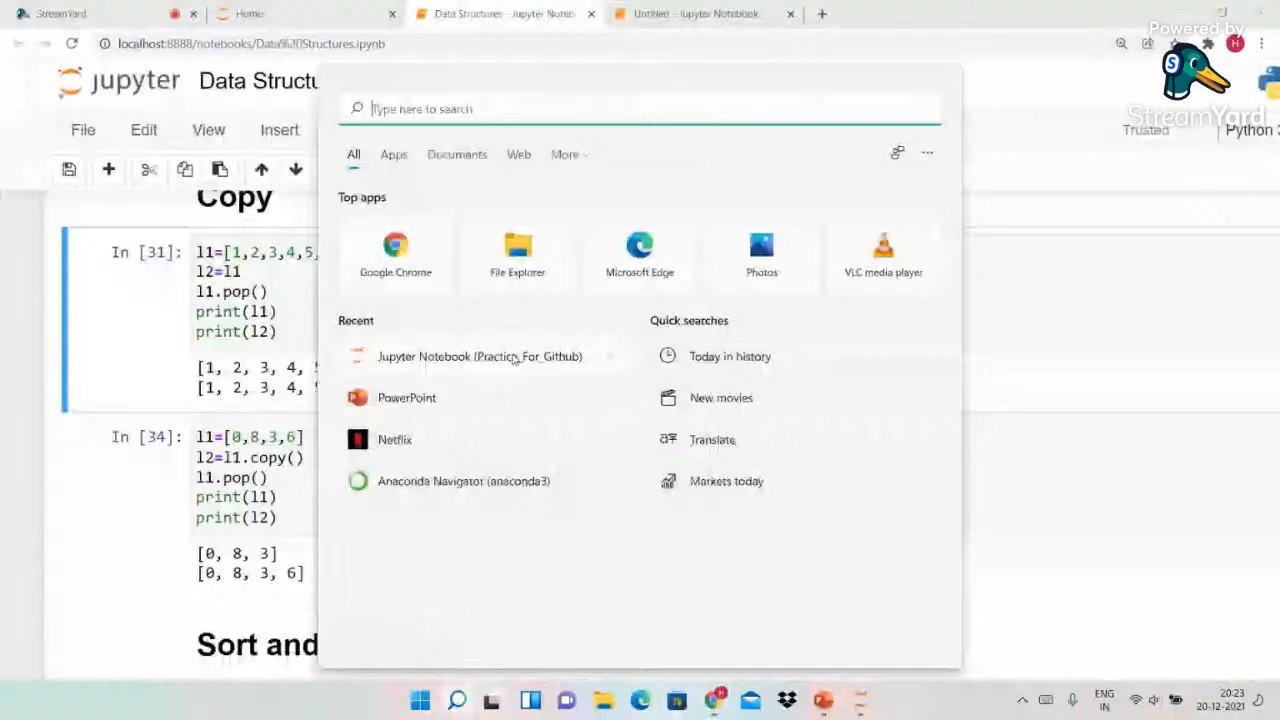 StreamYard
Home
Data Structures - Jupyter Noteb
Untitled - Jupyter Notebook
Powered by
StreamYard
localhost:8888/notebooks/Data%20Structures.ipynb
H
jupyter
Data Structu
File
Edit
View
Insert
Trusted
Python 3
Type here to search
All
Apps
Documents
Web
More
Top apps
Google Chrome
File Explorer
Microsoft Edge
Photos
VLC media player
Recent
Quick searches
Jupyter Notebook (Practice_For_Github)
Today in history
PowerPoint
New movies
Netflix
Translate
Anaconda Navigator (anaconda3)
Markets today
Copy
In [31]:
l1=[1,2,3,4,5,
l2=l1
l1.pop()
print(l1)
print(l2)
[1, 2, 3, 4,
[1, 2, 3, 4,
In [34]:
l1=[0,8,3,6]
l2=l1.copy()
l1.pop()
print(l1)
print(l2)
[0, 8, 3]
[0, 8, 3, 6]
Sort and
ENG
IN
20:23
20-12-2021